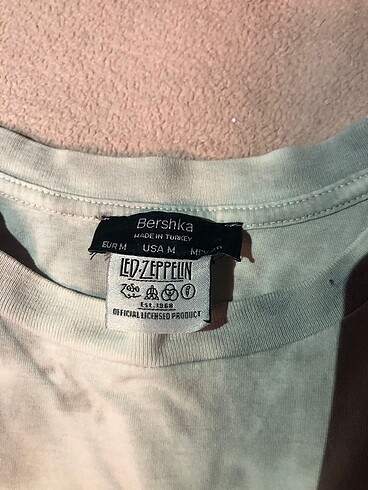 Bershka
MADE IN TURKEY
EUR M USA M
LED-ZEPPELIN
Est. 1968
OFFICIAL LICENSED PRODUCT